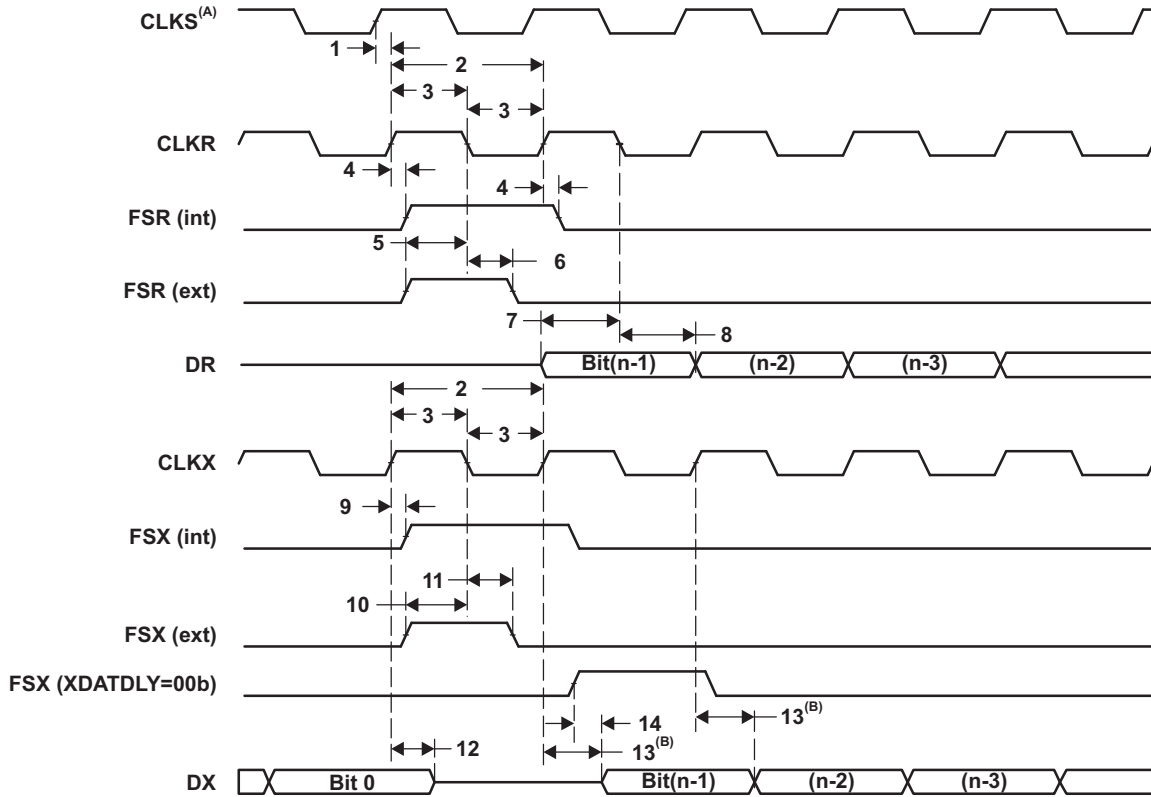 CLKS(A)
1
2
3
3
CLKR
4
4
FSR (int)
5
6
FSR (ext)
7
8
DR
Bit(n-1)
(n-2)
(n-3)
2
3
3
CLKX
9
FSX (int)
11
10
FSX (ext)
FSX (XDATDLY=00b)
14
13(B)
12
13(B)
DX
Bit 0
Bit(n-1)
(n-2)
(n-3)